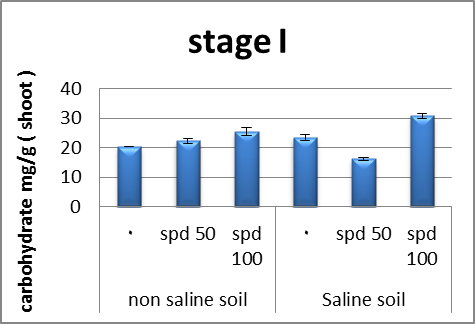 stage I
carbohydrate mg/g ( shoot )
40
30
20
10
0
· spd 50 spd 100 · spd 50 spd 100
non saline soil Saline soil